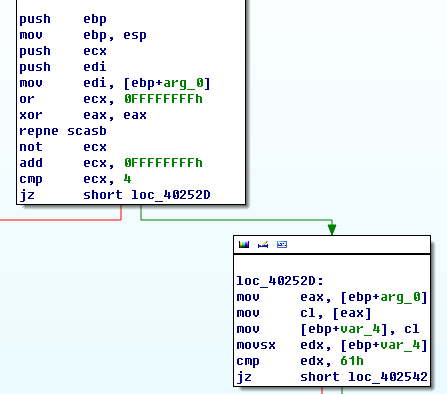 push    ebp
mov     ebp, esp
push    ecx
push    edi
mov     edi, [ebp+arg_0]
or      ecx, 0FFFFFFFFh
xor     eax, eax
repne scasb
not     ecx
add     ecx, 0FFFFFFFFh
cmp     ecx, 4
jz      short loc_40252D
loc_40252D:
mov     eax, [ebp+arg_0]
mov     cl, [eax]
mov     [ebp+var_4], cl
movsx   edx, [ebp+var_4]
cmp     edx, 61h
jz      short loc_402542